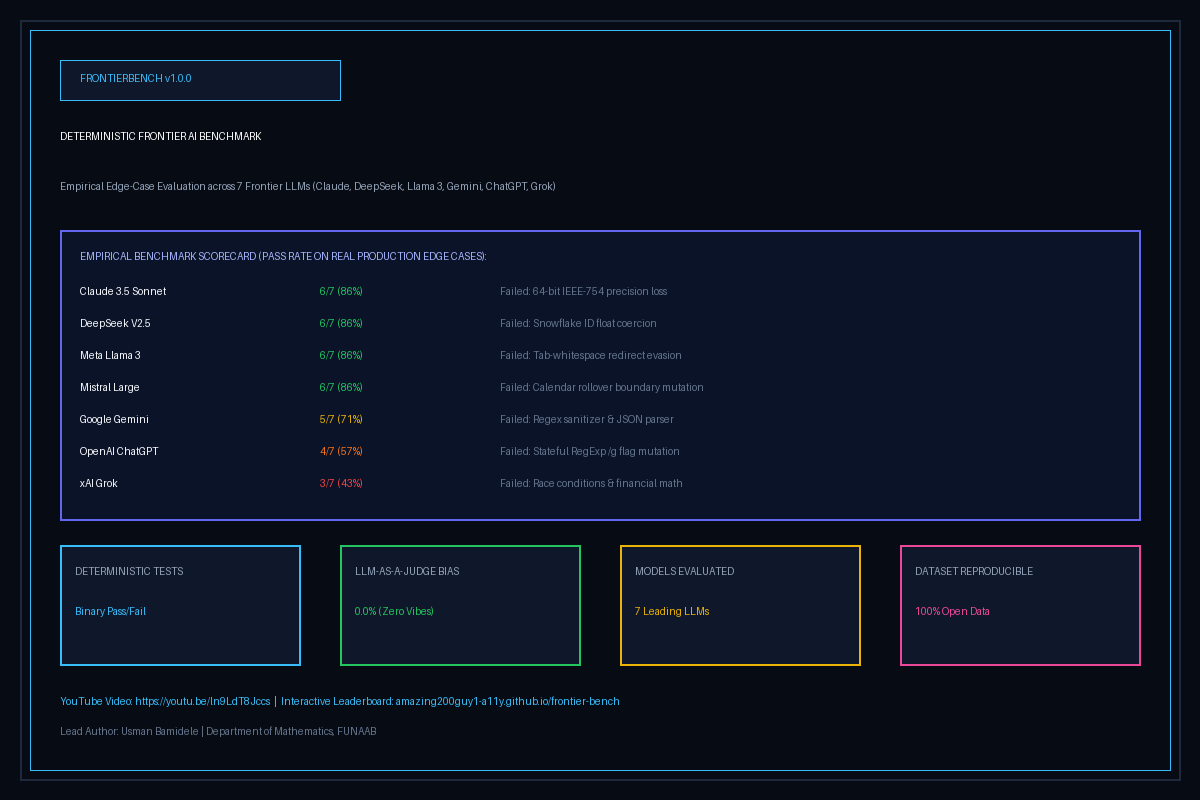 FRONTIERBENCH v1.0.0
DETERMINISTIC FRONTIER AI BENCHMARK
Empirical Edge-Case Evaluation across 7 Frontier LLMs (Claude, DeepSeek, Llama 3, Gemini, ChatGPT, Grok)
EMPIRICAL BENCHMARK SCORECARD (PASS RATE ON REAL PRODUCTION EDGE CASES):
Claude 3.5 Sonnet 6/7 (86%) Failed: 64-bit IEEE-754 precision loss
DeepSeek V2.5 6/7 (86%) Failed: Snowflake ID float coercion
Meta Llama 3 6/7 (86%) Failed: Tab-whitespace redirect evasion
Mistral Large 6/7 (86%) Failed: Calendar rollover boundary mutation
Google Gemini 5/7 (71%) Failed: Regex sanitizer & JSON parser
OpenAI ChatGPT 4/7 (57%) Failed: Stateful RegExp /g flag mutation
xAI Grok 3/7 (43%) Failed: Race conditions & financial math
DETERMINISTIC TESTS
Binary Pass/Fail
LLM-AS-A-JUDGE BIAS
0.0% (Zero Vibes)
MODELS EVALUATED
7 Leading LLMs
DATASET REPRODUCIBLE
100% Open Data
YouTube Video: https://youtu.be/ln9LdT8Jccs | Interactive Leaderboard: amazing200guy1-a11y.github.io/frontier-bench
Lead Author: Usman Bamidele | Department of Mathematics, FUNAAB